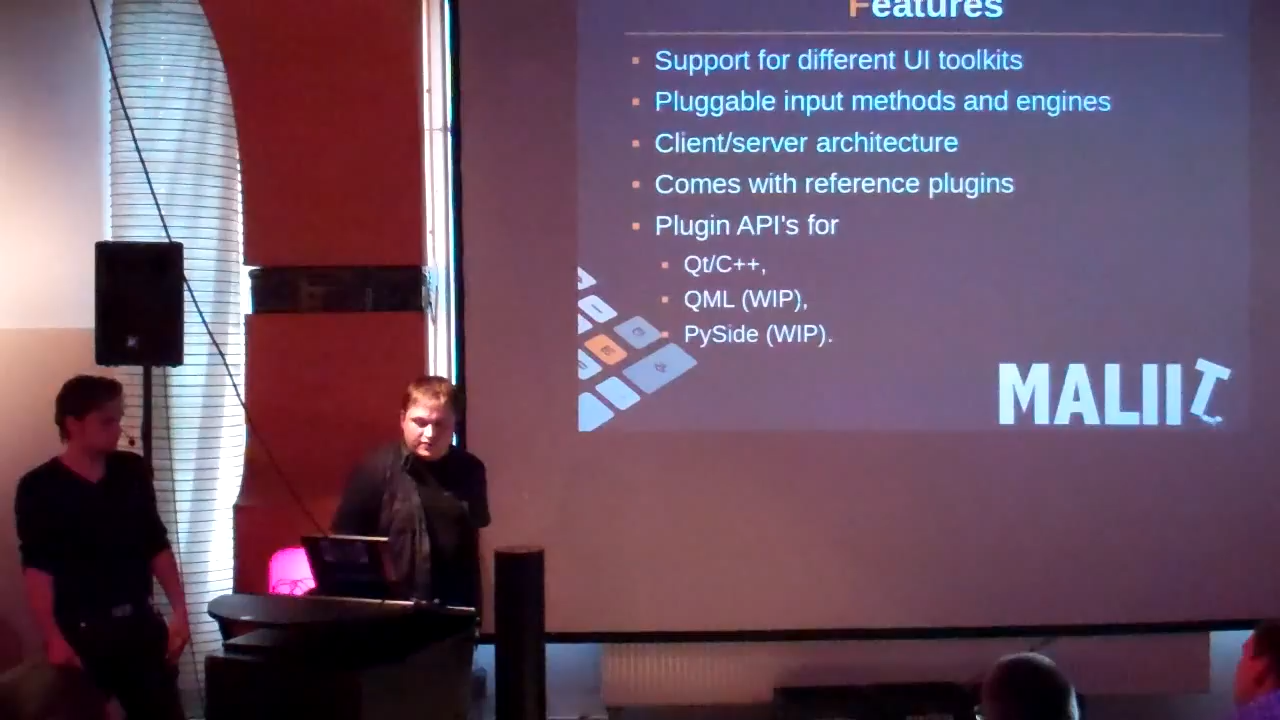 Features
Support for different UI toolkits
Pluggable input methods and engines
Client/server architecture
Comes with reference plugins
Plugin API's for
Qt/C++,
QML (WIP),
PySide (WIP).
MALIIT